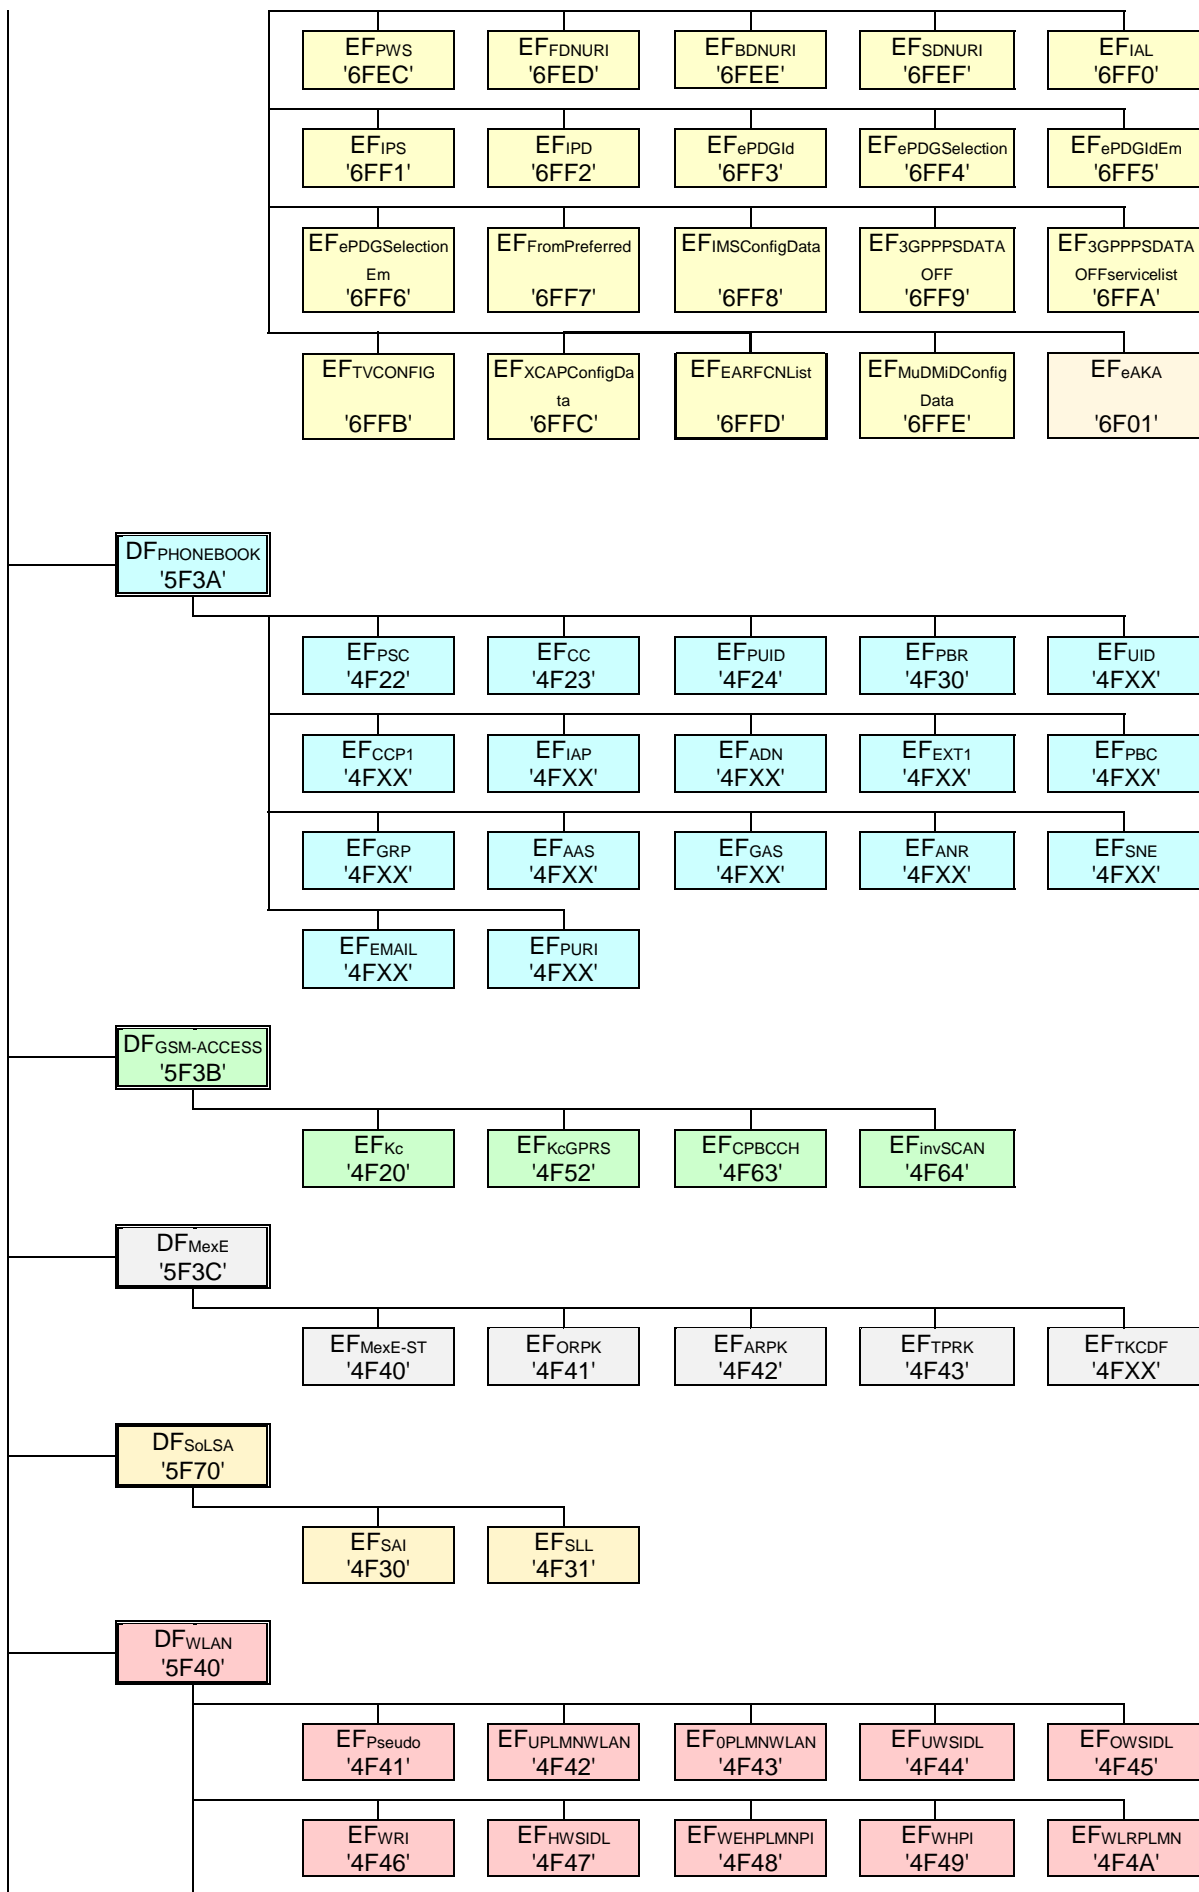 EFPWS EFFDNURI EFBDNURI EFSDNURI EFIAL
'6FEC' '6FED' '6FEE' '6FEF' '6FF0'
EFIPS EFIPD EFePDGId EFePDGSelection EFePDGIdEm
'6FF1' '6FF2' '6FF3' '6FF4' '6FF5'
EFePDGSelection EFFromPreferred EFIMSConfigData EF3GPPPSDATA EF3GPPPSDATA
Em OFF OFFservicelist
'6FF6' '6FF7' '6FF8' '6FF9' '6FFA'
EFTVCONFIG EFXCAPConfigDa EFEARFCNList EFMuDMiDConfig EFeAKA
ta Data
'6FFB' '6FFC' '6FFD' '6FFE' '6F01'
DFPHONEBOOK
'5F3A'
EFPSC EFCC EFPUID EFPBR EFUID
'4F22' '4F23' '4F24' '4F30' '4FXX'
EFCCP1 EFIAP EFADN EFEXT1 EFPBC
'4FXX' '4FXX' '4FXX' '4FXX' '4FXX'
EFGRP EFAAS EFGAS EFANR EFSNE
'4FXX' '4FXX' '4FXX' '4FXX' '4FXX'
EFEMAIL EFPURI
'4FXX' '4FXX'
DFGSM-ACCESS
'5F3B'
EFKc EFKcGPRS EFCPBCCH EFinvSCAN
'4F20' '4F52' '4F63' '4F64'
DFMexE
'5F3C'
EFMexE-ST EFORPK EFARPK EFTPRK EFTKCDF
'4F40' '4F41' '4F42' '4F43' '4FXX'
DFSoLSA
'5F70'
EFSAI EFSLL
'4F30' '4F31'
DFWLAN
'5F40'
EFPseudo EFUPLMNWLAN EF0PLMNWLAN EFUWSIDL EFOWSIDL
'4F41' '4F42' '4F43' '4F44' '4F45'
EFWRI EFHWSIDL EFWEHPLMNPI EFWHPI EFWLRPLMN
'4F46' '4F47' '4F48' '4F49' '4F4A'